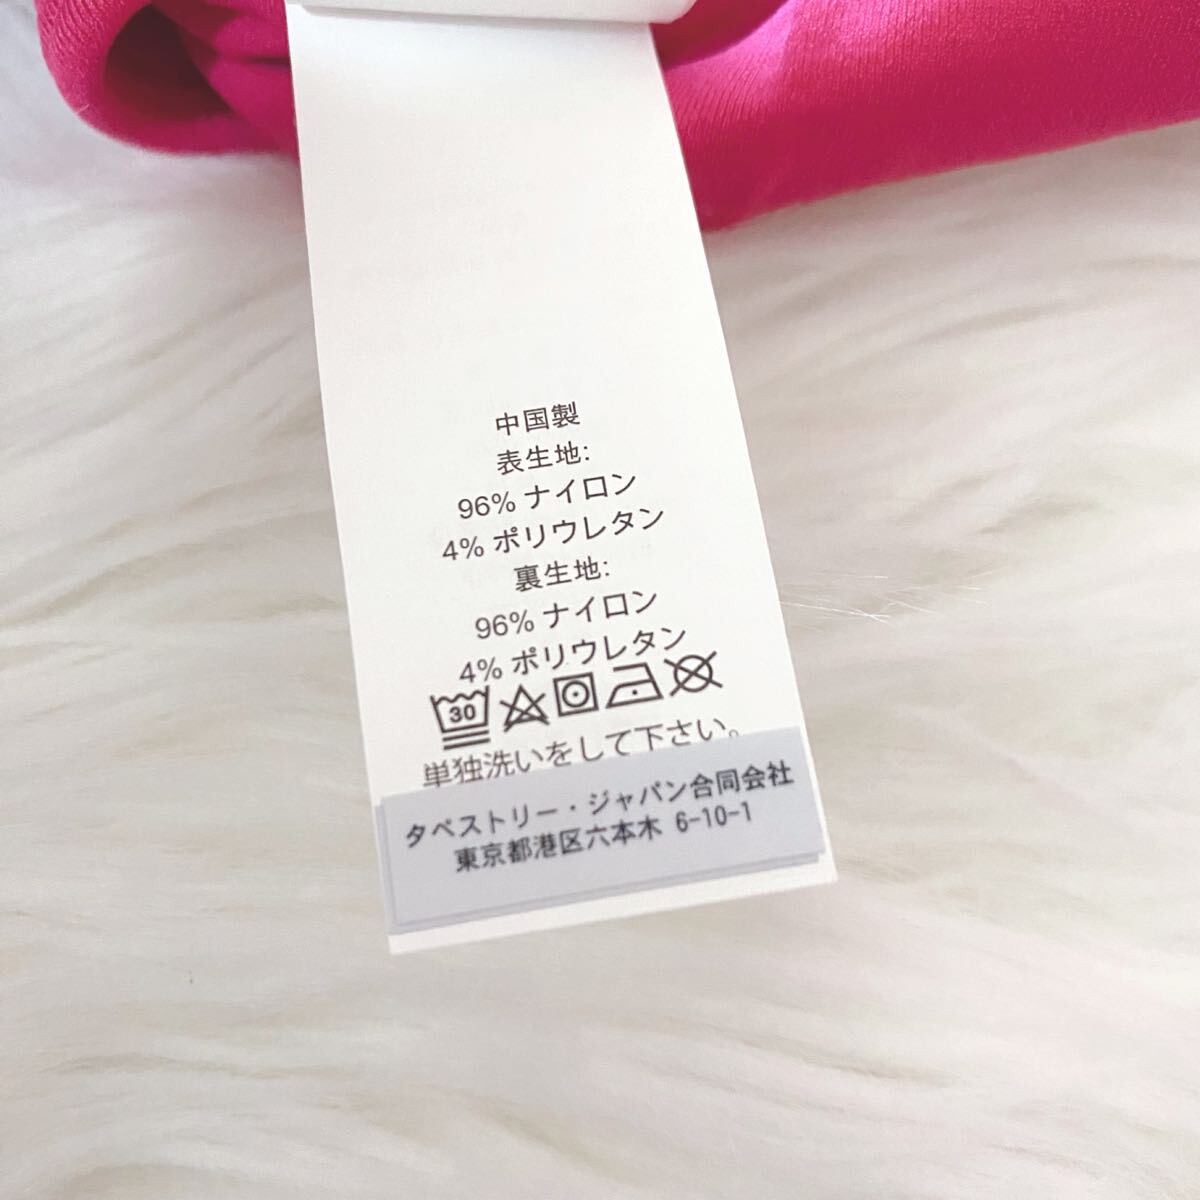 中国製
表生地:
96% ナイロン
4% ポリウレタン
裏生地:
96% ナイロン
4% ポリウレタン
30
単独洗いをして下さい。
タペストリー・ジャパン合同会社
東京都港区六本木 6-10-1